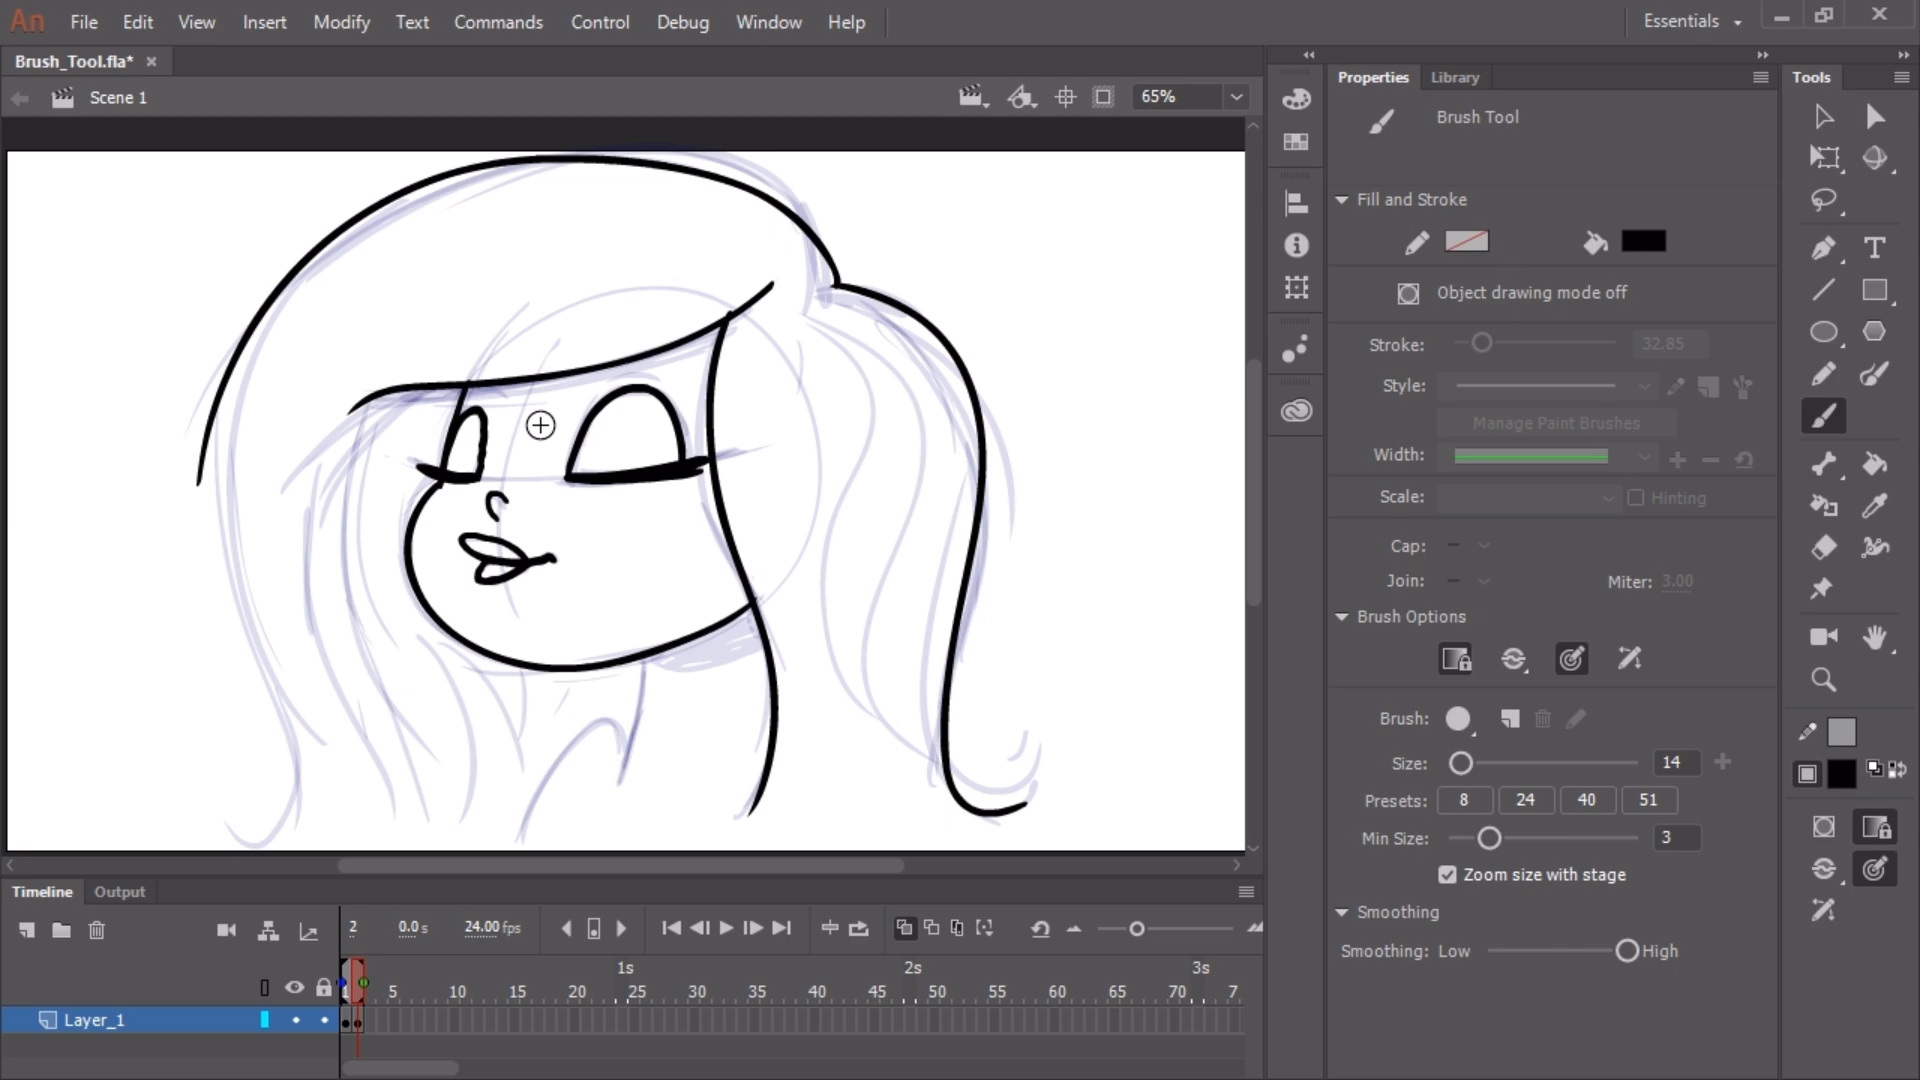 An File Edit View Insert Modify Text Commands Control Debug Window Help Essentials
Brush_Tool.fla*
Scene 1 65%
Properties Library Tools
Brush Tool
Fill and Stroke
Object drawing mode off
Stroke: 32.85
Style:
Manage Paint Brushes
Width:
Scale: Hinting
Cap:
Join: Miter: 3.00
Brush Options
Brush:
Size: 14
Presets: 8 24 40 51
Min Size: 3
Zoom size with stage
Smoothing
Smoothing: Low High
Timeline Output
2 0.0 s 24.00 fps
1s 2s 3s
1 5 10 15 20 25 30 35 40 45 50 55 60 65 70 7
Layer_1